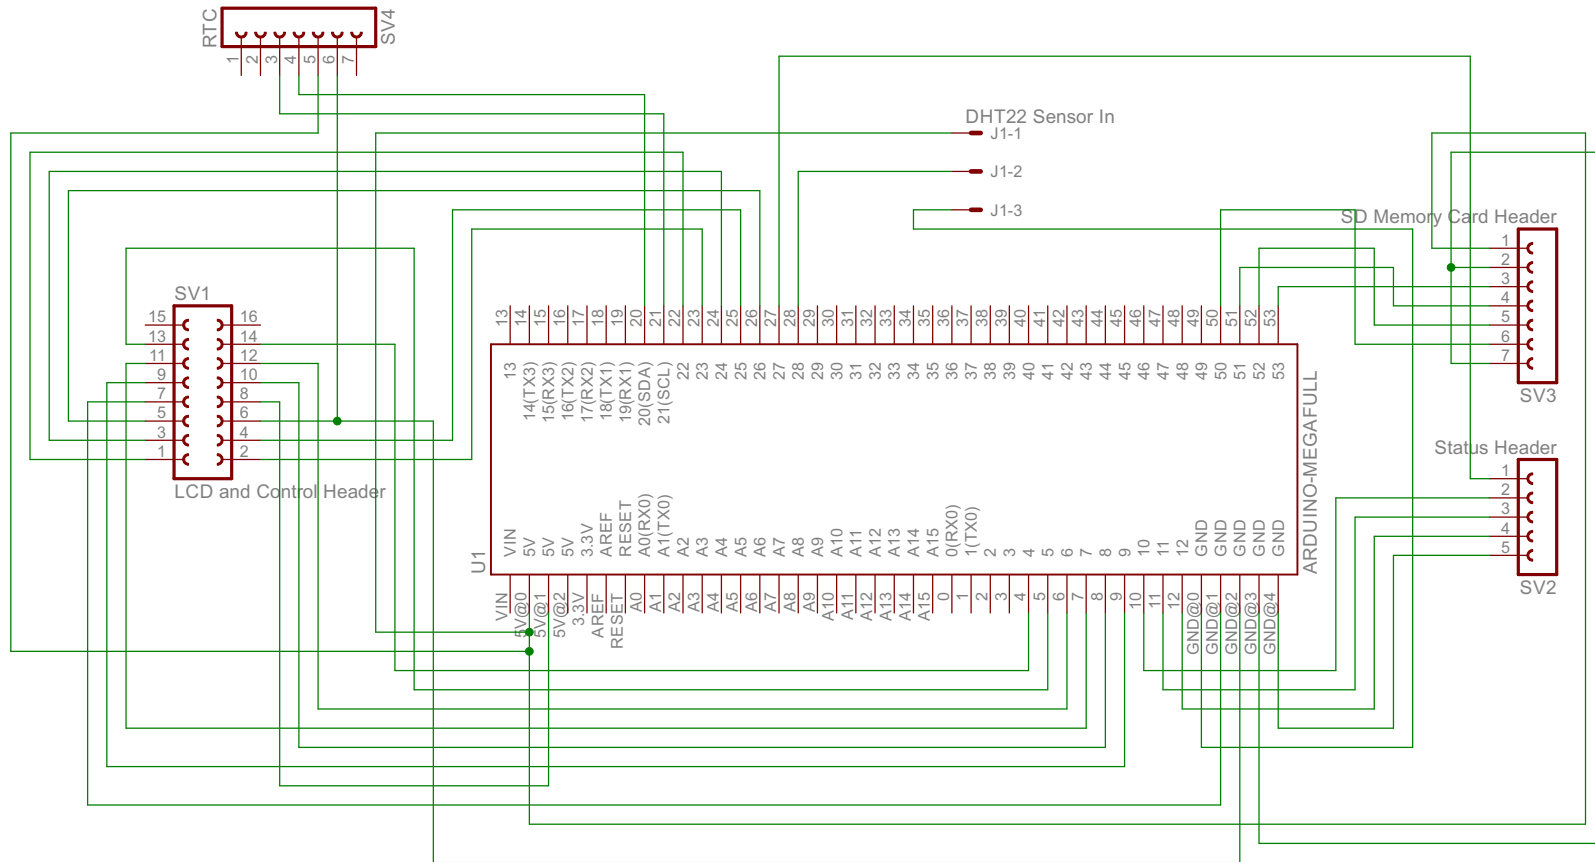 RTC
SV4
1 2 3 4 5 6 7
DHT22 Sensor In
J1-1
J1-2
J1-3
SD Memory Card Header
1
2
3
4
5
6
7
SV3
SV1
15 16
13 14
11 12
9 10
7 8
5 6
3 4
1 2
LCD and Control Header
13 14 15 16 17 18 19 20 21 22 23 24 25 26 27 28 29 30 31 32 33 34 35 36 37 38 39 40 41 42 43 44 45 46 47 48 49 50 51 52 53
13 14(TX3) 15(RX3) 16(TX2) 17(RX2) 18(TX1) 19(RX1) 20(SDA) 21(SCL) 22 23 24 25 26 27 28 29 30 31 32 33 34 35 36 37 38 39 40 41 42 43 44 45 46 47 48 49 50 51 52 53
ARDUINO-MEGAFULL
Status Header
1
2
3
4
5
SV2
U1
VIN 5V 5V 5V 3.3V AREF RESET A0(RX0) A1(TX0) A2 A3 A4 A5 A6 A7 A8 A9 A10 A11 A12 A13 A14 A15 0(RX0) 1(TX0) 2 3 4 5 6 7 8 9 10 11 12 GND GND GND GND GND
VIN 5V@0 5V@1 5V@2 3.3V AREF RESET A0 A1 A2 A3 A4 A5 A6 A7 A8 A9 A10 A11 A12 A13 A14 A15 0 1 2 3 4 5 6 7 8 9 10 11 12 GND@0 GND@1 GND@2 GND@3 GND@4